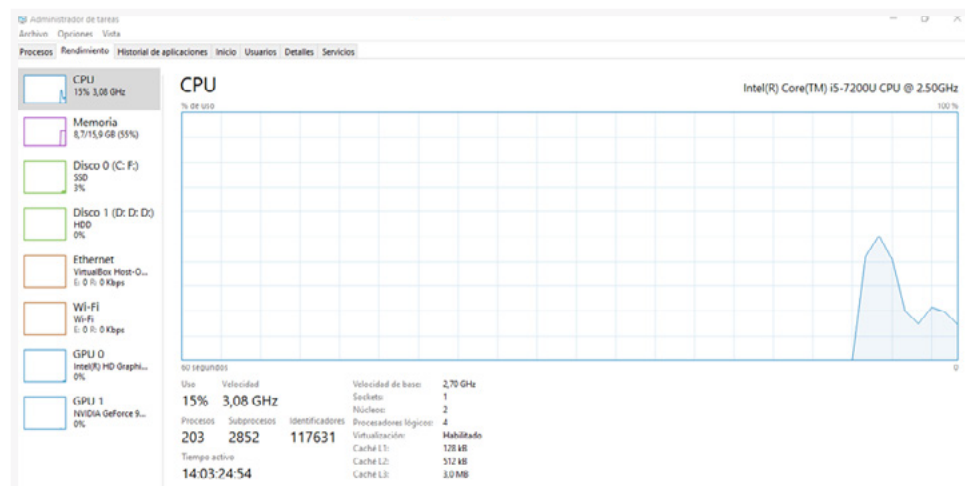 Administrador de tareas
Archivo Opciones Vista
Procesos Rendimiento Historial de aplicaciones Inicio Usuarios Detalles Servicios
CPU
15% 3,08 GHz
Memoria
8,7/15,9 GB (55%)
Disco 0 (C: F:)
SSD
3%
Disco 1 (D: D: D:)
HDD
0%
Ethernet
VirtualBox Host-O...
E: 0 R: 0 Kbps
Wi-Fi
Wi-Fi
E: 0 R: 0 Kbps
GPU 0
Intel(R) HD Graphi...
0%
GPU 1
NVIDIA GeForce 9...
0%
CPU
Intel(R) Core(TM) i5-7200U CPU @ 2.50GHz
% de uso
100 %
60 segundos
0
Uso Velocidad
15% 3,08 GHz
Procesos Subprocesos Identificadores
203 2852 117631
Tiempo activo
14:03:24:54
Velocidad de base: 2,70 GHz
Sockets: 1
Núcleos: 2
Procesadores lógicos: 4
Virtualización: Habilitado
Caché L1: 128 kB
Caché L2: 512 kB
Caché L3: 3,0 MB